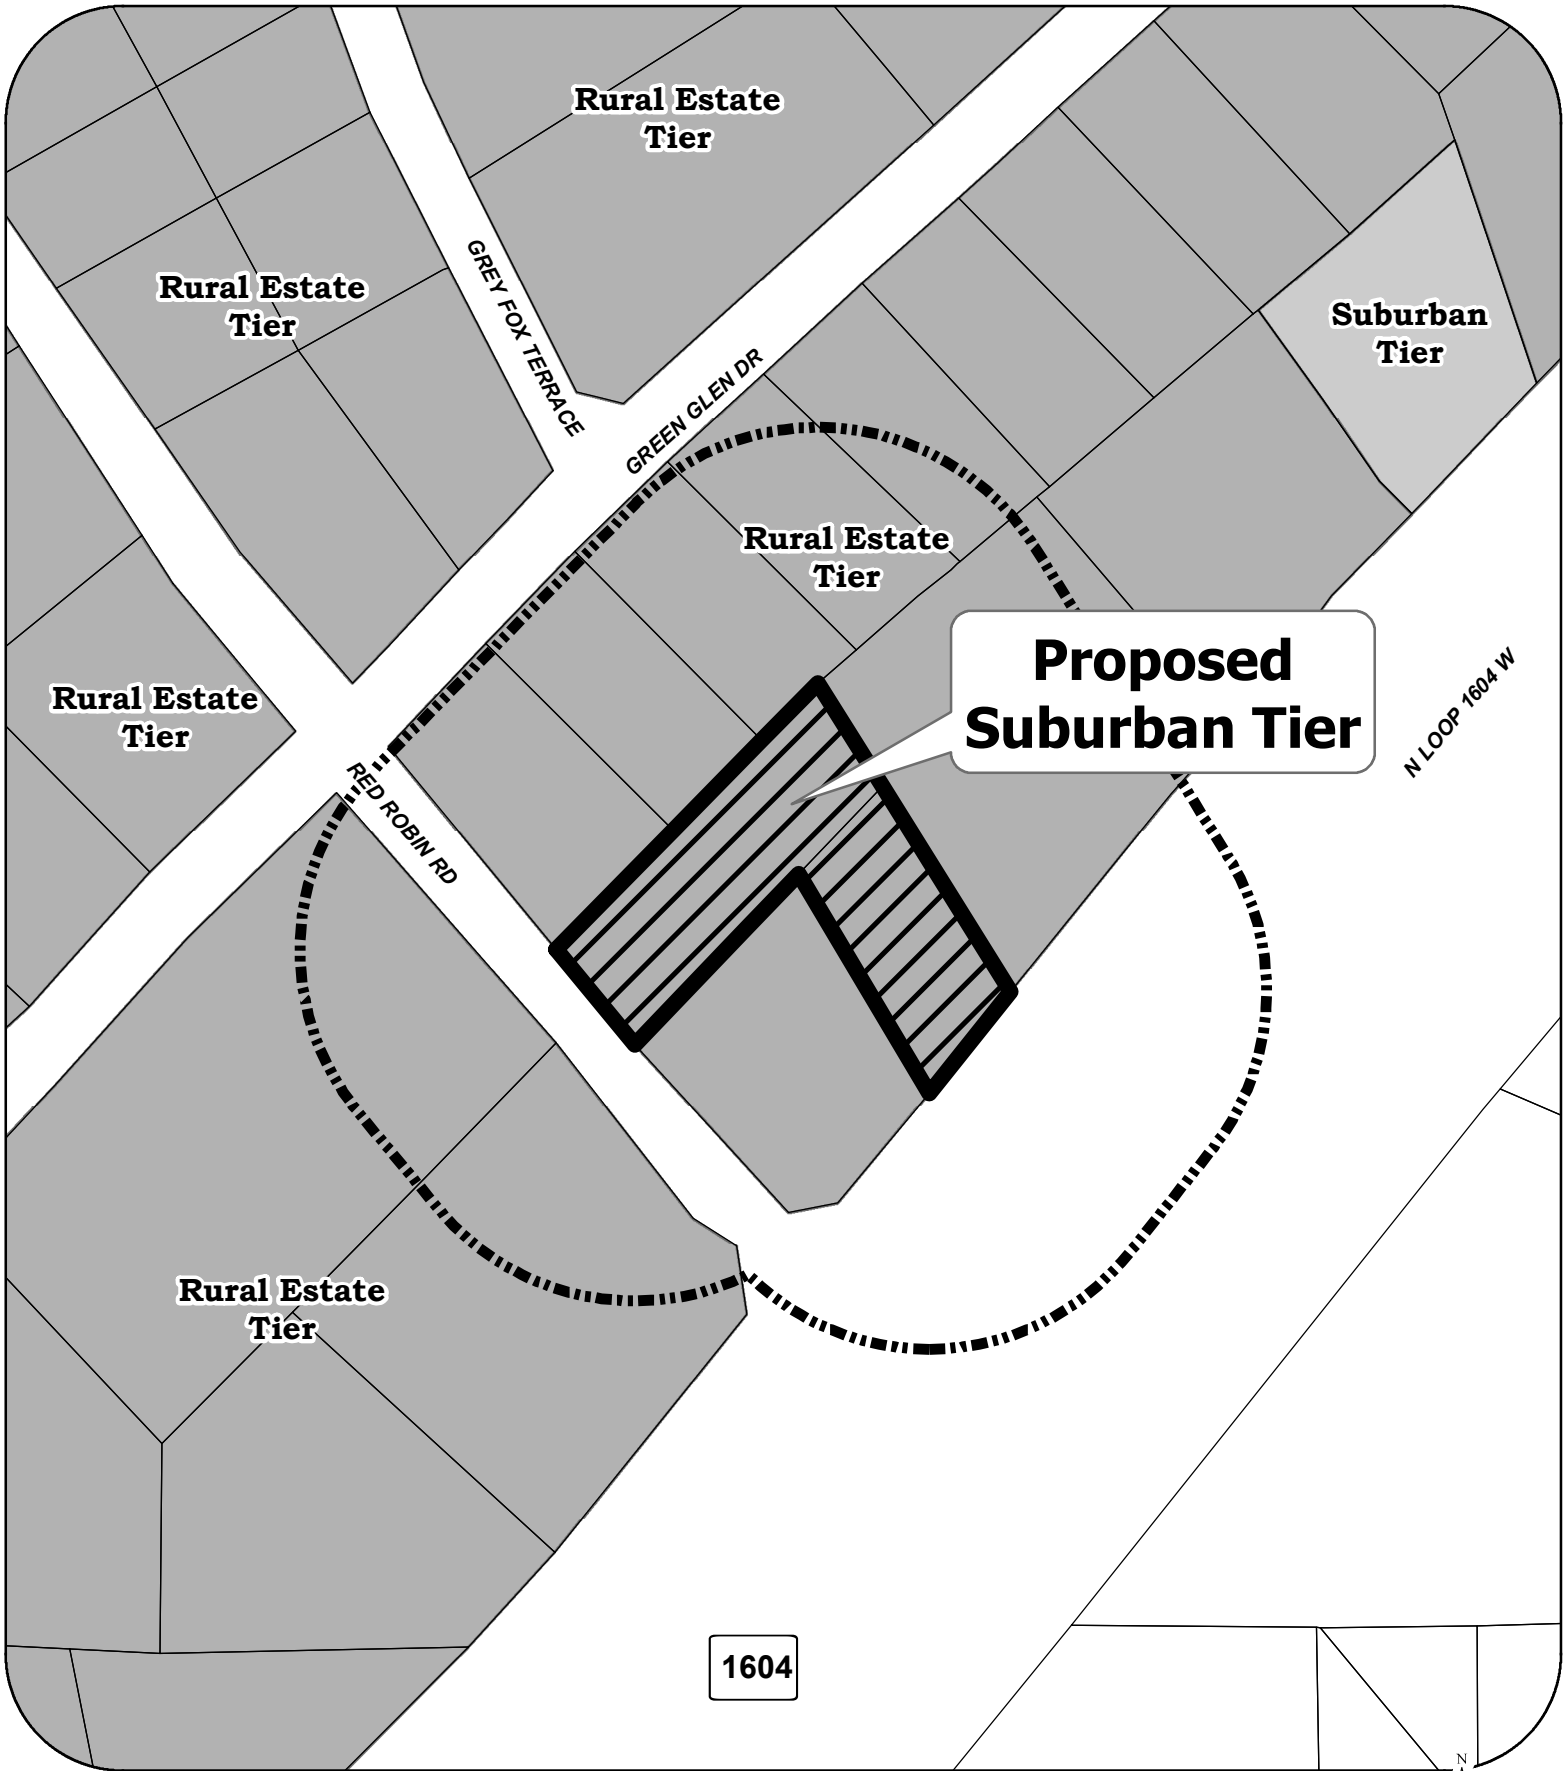 Rural Estate
Tier
Rural Estate
Tier
GREY FOX TERRACE
Suburban
Tier
GREEN GLEN DR
Rural Estate
Tier
Proposed
Suburban Tier
N LOOP 1604 W
Rural Estate
Tier
RED ROBIN RD
Rural Estate
Tier
1604
N